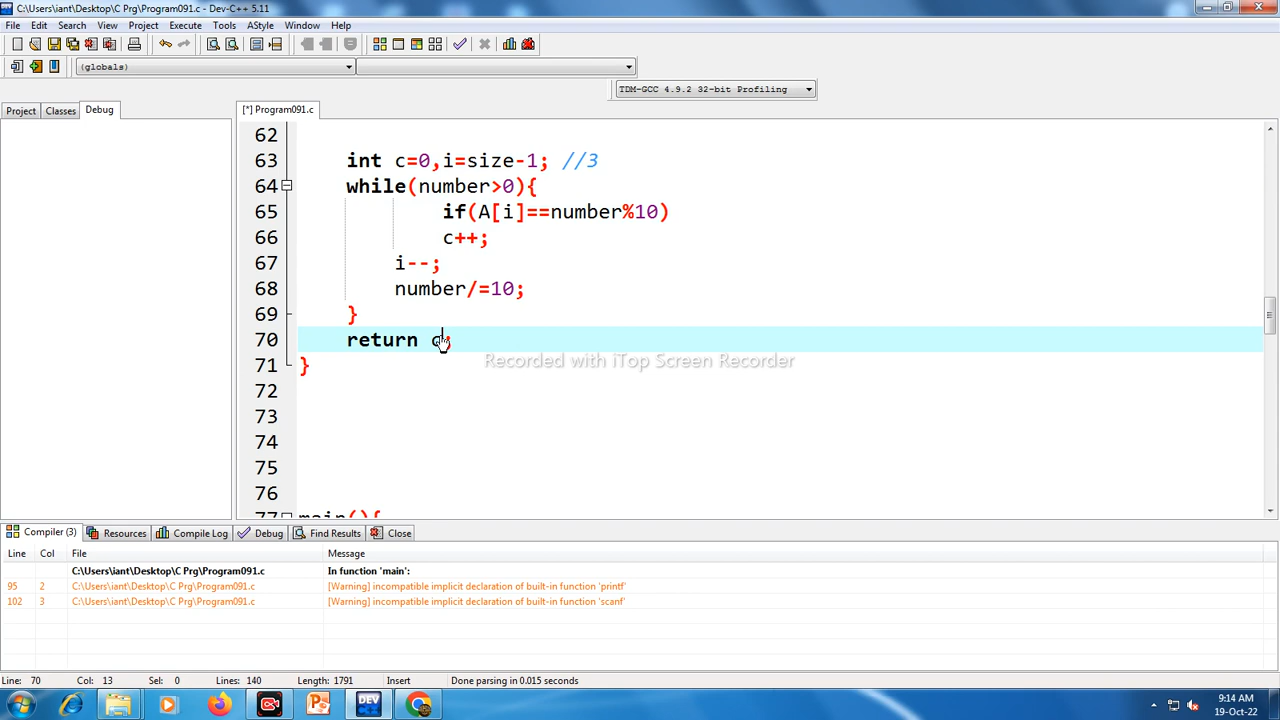 C:\Users\iant\Desktop\C Prg\Program091.c - Dev-C++ 5.11
File Edit Search View Project Execute Tools AStyle Window Help
(globals)
TDM-GCC 4.9.2 32-bit Profiling
Project Classes Debug
[*] Program091.c
62
63 int c=0,i=size-1; //3
64 while(number>0){
65 if(A[i]==number%10)
66 c++;
67 i--;
68 number/=10;
69 }
70 return c;
Recorded with iTop Screen Recorder
71 }
72
73
74
75
76
77 main(){
Compiler (3) Resources Compile Log Debug Find Results Close
Line Col File Message
C:\Users\iant\Desktop\C Prg\Program091.c In function 'main':
95 2 C:\Users\iant\Desktop\C Prg\Program091.c [Warning] incompatible implicit declaration of built-in function 'printf'
102 3 C:\Users\iant\Desktop\C Prg\Program091.c [Warning] incompatible implicit declaration of built-in function 'scanf'
Line: 70 Col: 13 Sel: 0 Lines: 140 Length: 1791 Insert Done parsing in 0.015 seconds
DEV
9:14 AM
19-Oct-22